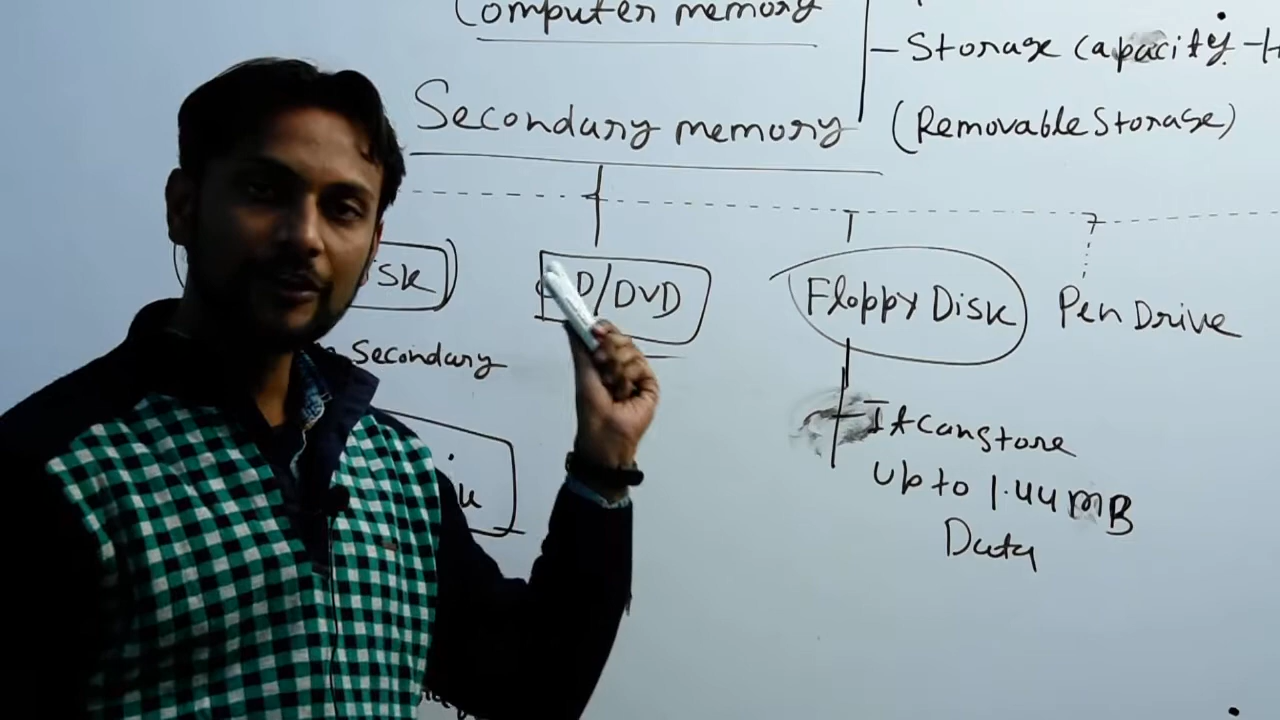 Computer memory
- Storage Capacity -
Secondary memory
(Removable Storage)
D/DVD
Floppy Disk
Pen Drive
Secondary
It can store
up to 1.44 MB
Data